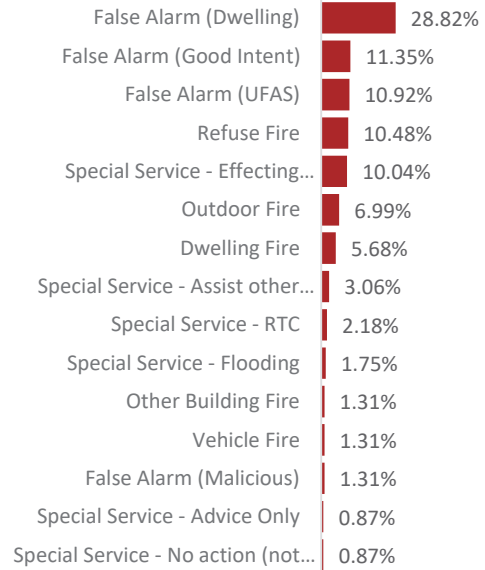 False Alarm (Dwelling) 28.82%
False Alarm (Good Intent) 11.35%
False Alarm (UFAS) 10.92%
Refuse Fire 10.48%
Special Service - Effecting... 10.04%
Outdoor Fire 6.99%
Dwelling Fire 5.68%
Special Service - Assist other... 3.06%
Special Service - RTC 2.18%
Special Service - Flooding 1.75%
Other Building Fire 1.31%
Vehicle Fire 1.31%
False Alarm (Malicious) 1.31%
Special Service - Advice Only 0.87%
Special Service - No action (not... 0.87%